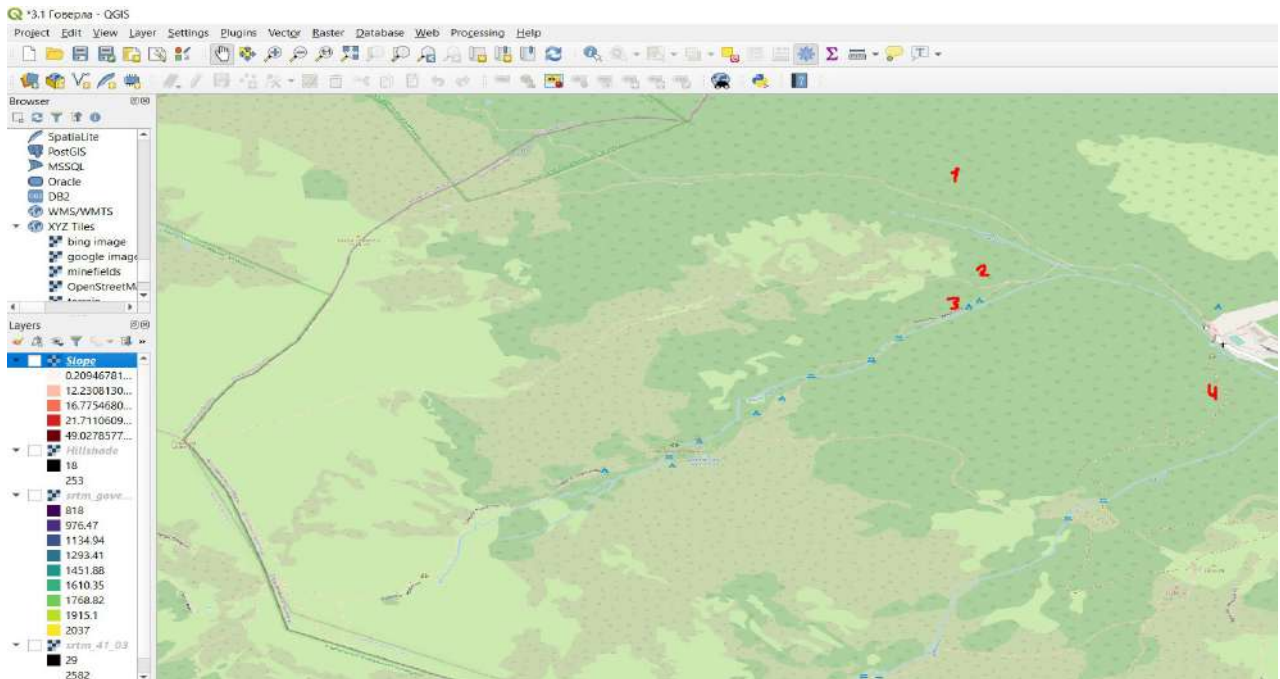 *3.1 Говерла - QGIS
Project Edit View Layer Settings Plugins Vector Raster Database Web Processing Help
Browser
SpatiaLite
PostGIS
MSSQL
Oracle
DB2
WMS/WMTS
XYZ Tiles
bing image
google image
minefields
OpenStreetM
Layers
Slope
0.20946781...
12.2308130...
16.7754680...
21.7110609...
49.0278577...
Hillshade
18
253
srtm_gove...
818
976.47
1134.94
1293.41
1451.88
1610.35
1768.82
1915.1
2037
srtm_41_03
29
2582
1
2
3
4